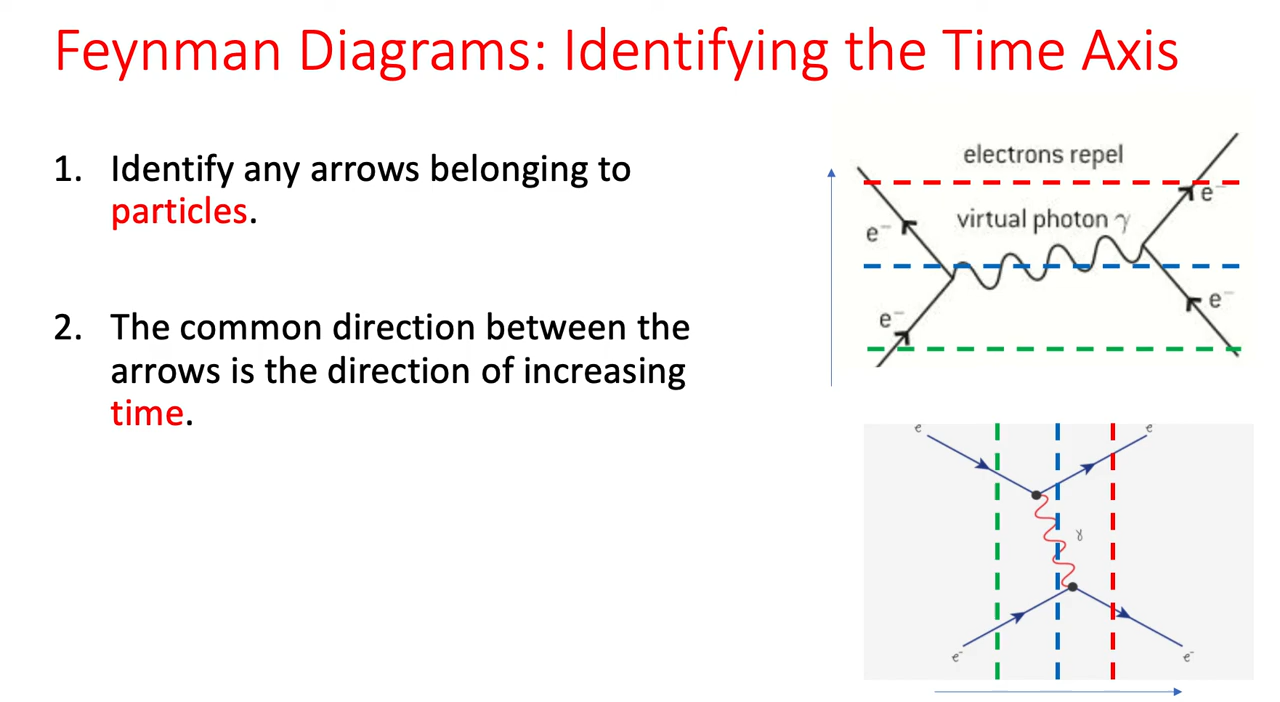 Feynman Diagrams: Identifying the Time Axis
1. Identify any arrows belonging to
particles.
2. The common direction between the
arrows is the direction of increasing
time.
electrons repel
e⁻
virtual photon γ
e⁻
e⁻
e⁻
e
e
γ
e⁻
e⁻